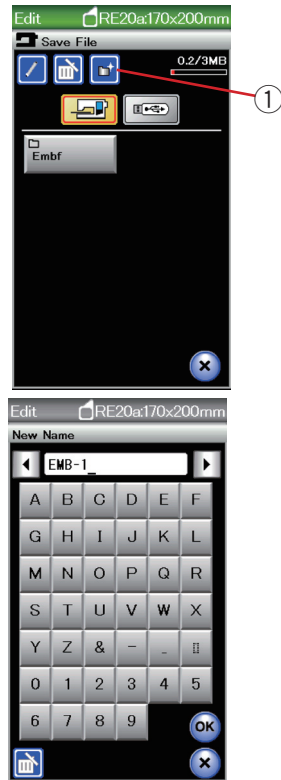 Edit RE20a:170x200mm
Save File
0.2/3MB
1
Embf
Edit RE20a:170x200mm
New Name
EMB-1_
A B C D E F
G H I J K L
M N O P Q R
S T U V W X
Y Z & - _
0 1 2 3 4 5
6 7 8 9
OK